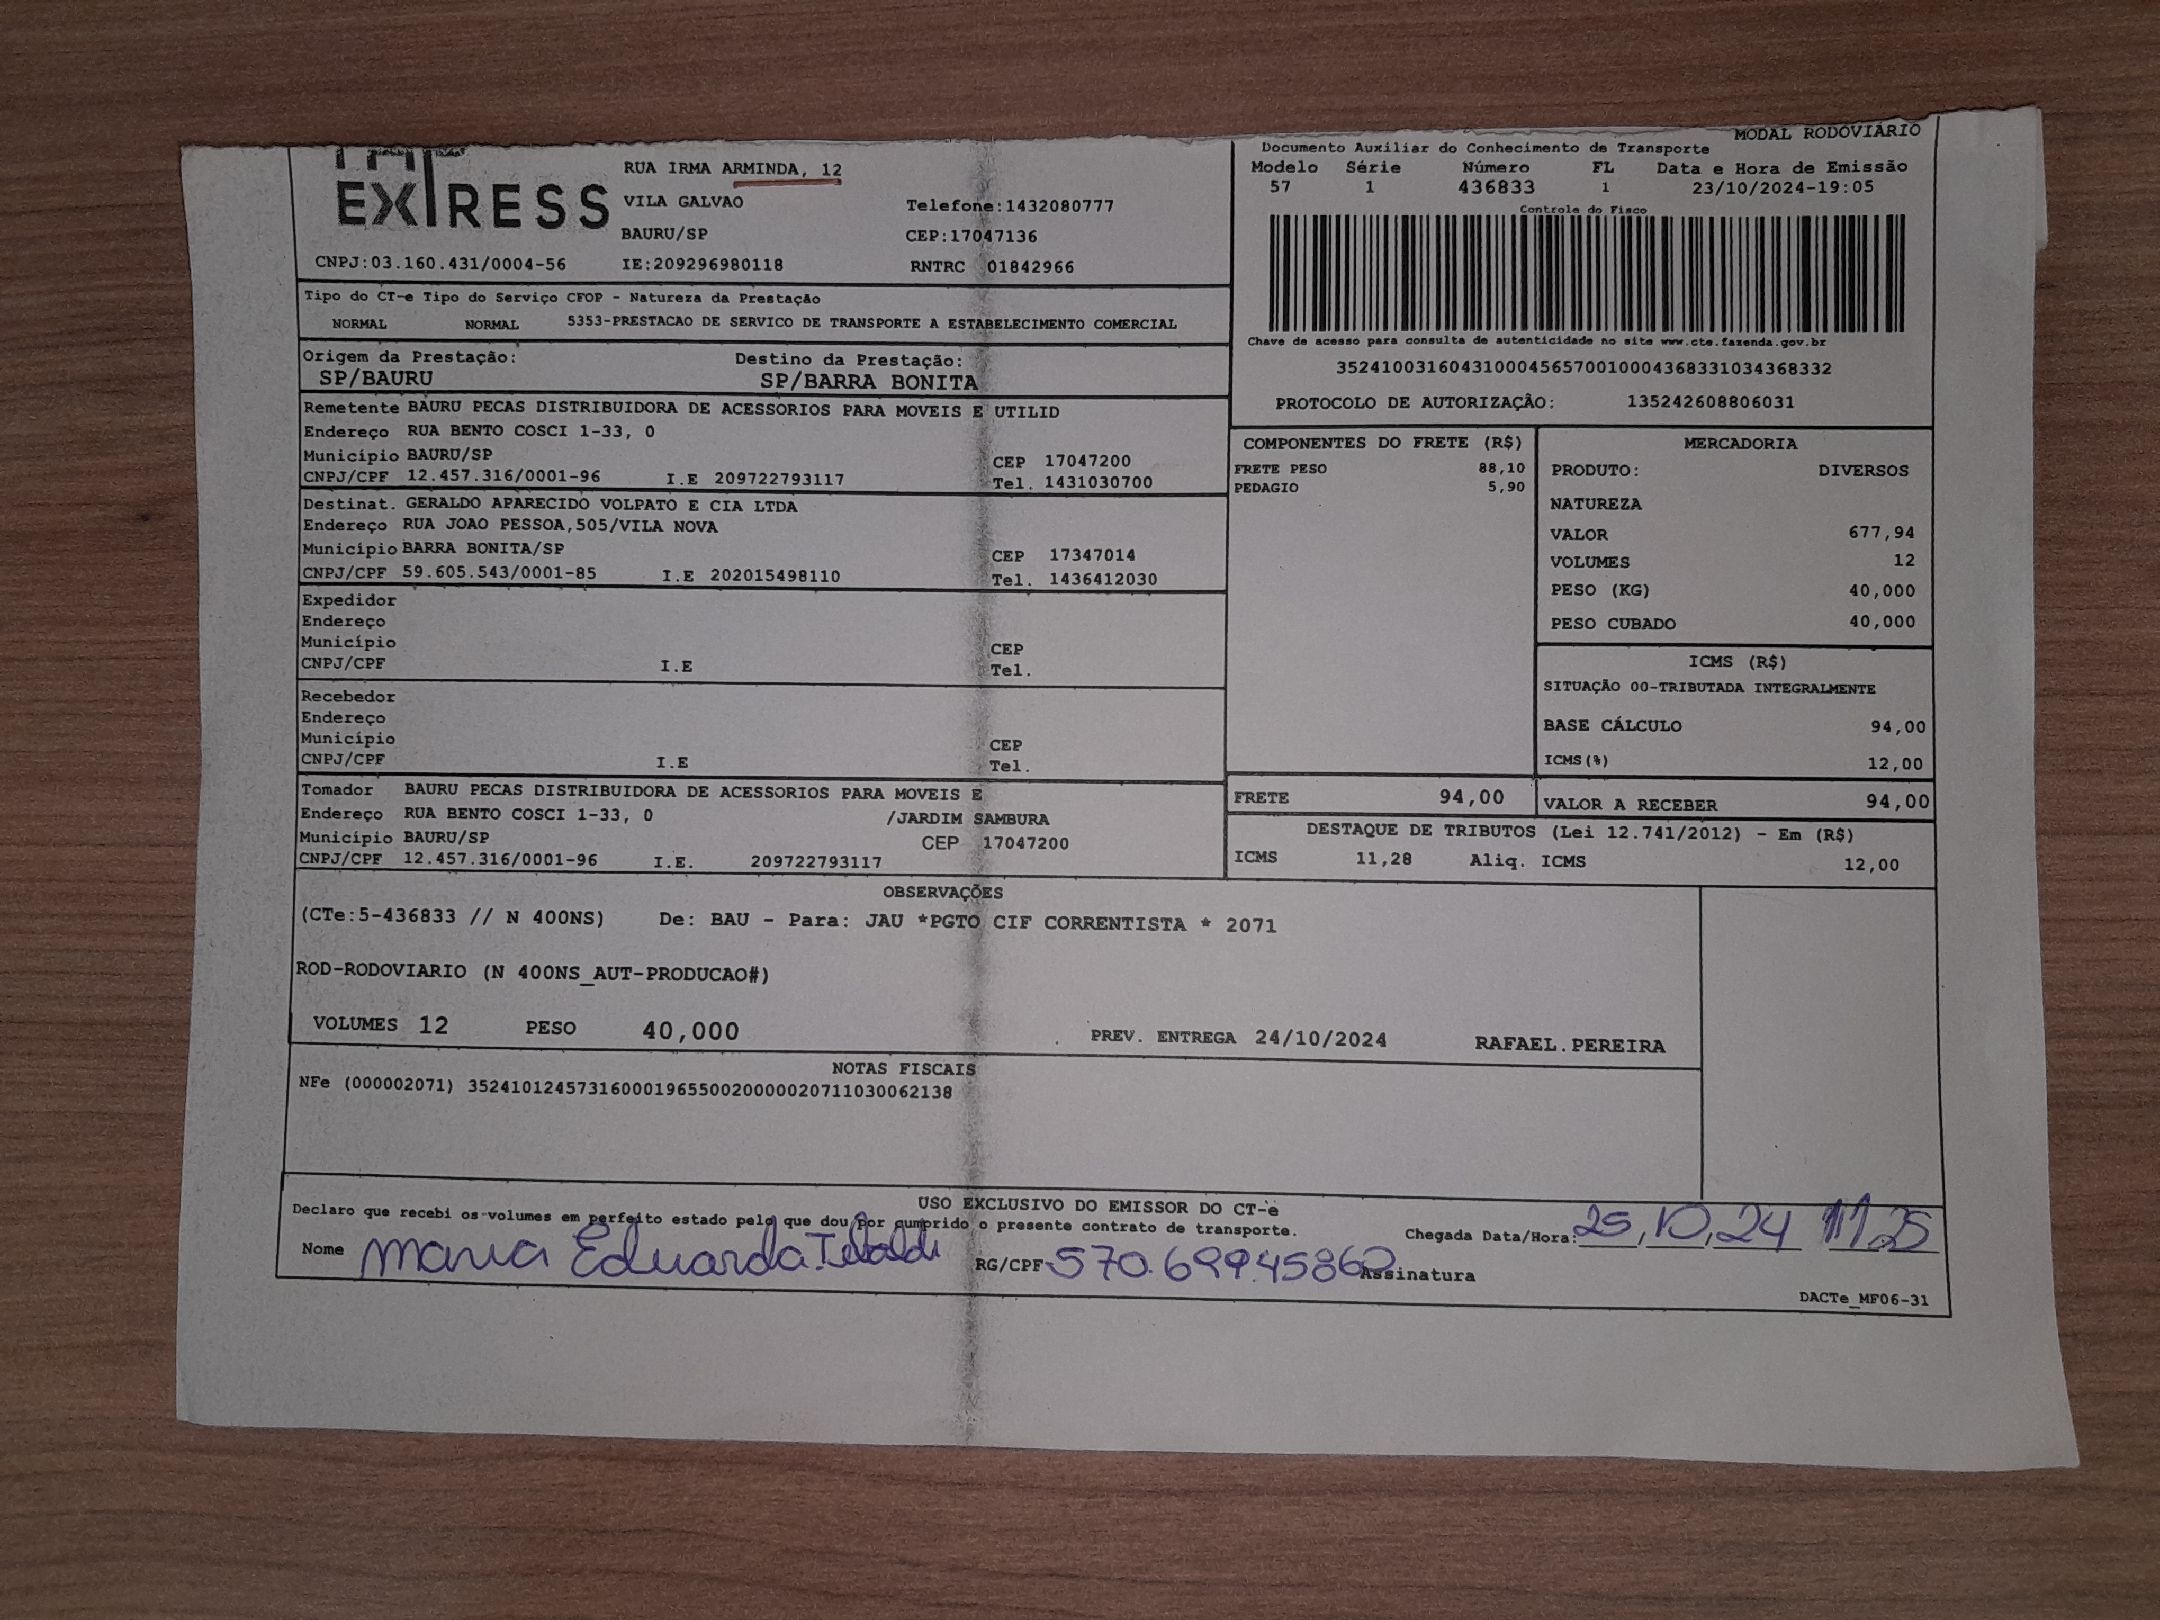 MODAL RODOVIÁRIO
EXPRESS
RUA IRMA ARMINDA, 12
VILA GALVAO
Telefone:1432080777
BAURU/SP
CEP:17047136
CNPJ:03.160.431/0004-56 IE:209296980118 RNTRC 01842966
Documento Auxiliar do Conhecimento de Transporte
Modelo Série Número FL Data e Hora de Emissão
57 1 436833 1 23/10/2024-19:05
Controle do Fisco
Chave de acesso para consulta de autenticidade no site www.cte.fazenda.gov.br
35241003160431000456570010004368331034368332
PROTOCOLO DE AUTORIZAÇÃO: 135242608806031
Tipo do CT-e Tipo do Serviço CFOP - Natureza da Prestação
NORMAL NORMAL 5353-PRESTACAO DE SERVICO DE TRANSPORTE A ESTABELECIMENTO COMERCIAL
Origem da Prestação: Destino da Prestação:
SP/BAURU SP/BARRA BONITA
Remetente BAURU PECAS DISTRIBUIDORA DE ACESSORIOS PARA MOVEIS E UTILID
Endereço RUA BENTO COSCI 1-33, 0
Município BAURU/SP CEP 17047200
CNPJ/CPF 12.457.316/0001-96 I.E 209722793117 Tel. 1431030700
Destinat. GERALDO APARECIDO VOLPATO E CIA LTDA
Endereço RUA JOAO PESSOA,505/VILA NOVA
Município BARRA BONITA/SP CEP 17347014
CNPJ/CPF 59.605.543/0001-85 I.E 202015498110 Tel. 1436412030
Expedidor
Endereço
Município CEP
CNPJ/CPF I.E Tel.
Recebedor
Endereço
Município CEP
CNPJ/CPF I.E Tel.
Tomador BAURU PECAS DISTRIBUIDORA DE ACESSORIOS PARA MOVEIS E
Endereço RUA BENTO COSCI 1-33, 0 /JARDIM SAMBURA
Município BAURU/SP CEP 17047200
CNPJ/CPF 12.457.316/0001-96 I.E. 209722793117
COMPONENTES DO FRETE (R$)
FRETE PESO 88,10
PEDAGIO 5,90
MERCADORIA
PRODUTO: DIVERSOS
NATUREZA
VALOR 677,94
VOLUMES 12
PESO (KG) 40,000
PESO CUBADO 40,000
ICMS (R$)
SITUAÇÃO 00-TRIBUTADA INTEGRALMENTE
BASE CÁLCULO 94,00
ICMS(%) 12,00
FRETE 94,00 VALOR A RECEBER 94,00
DESTAQUE DE TRIBUTOS (Lei 12.741/2012) - Em (R$)
ICMS 11,28 Aliq. ICMS 12,00
OBSERVAÇÕES
(CTe:5-436833 // N 400NS) De: BAU - Para: JAU *PGTO CIF CORRENTISTA * 2071
ROD-RODOVIARIO (N 400NS_AUT-PRODUCAO#)
VOLUMES 12 PESO 40,000 PREV. ENTREGA 24/10/2024 RAFAEL.PEREIRA
NOTAS FISCAIS
NFe (000002071) 35241012457316000196550020000020711030062138
USO EXCLUSIVO DO EMISSOR DO CT-e
Declaro que recebi os volumes em perfeito estado pelo que dou por cumprido o presente contrato de transporte.
Chegada Data/Hora: 25,10,24 11 25
Nome Maria Eduarda RG/CPF 570.699.458 60 Assinatura
DACTe_MF06-31